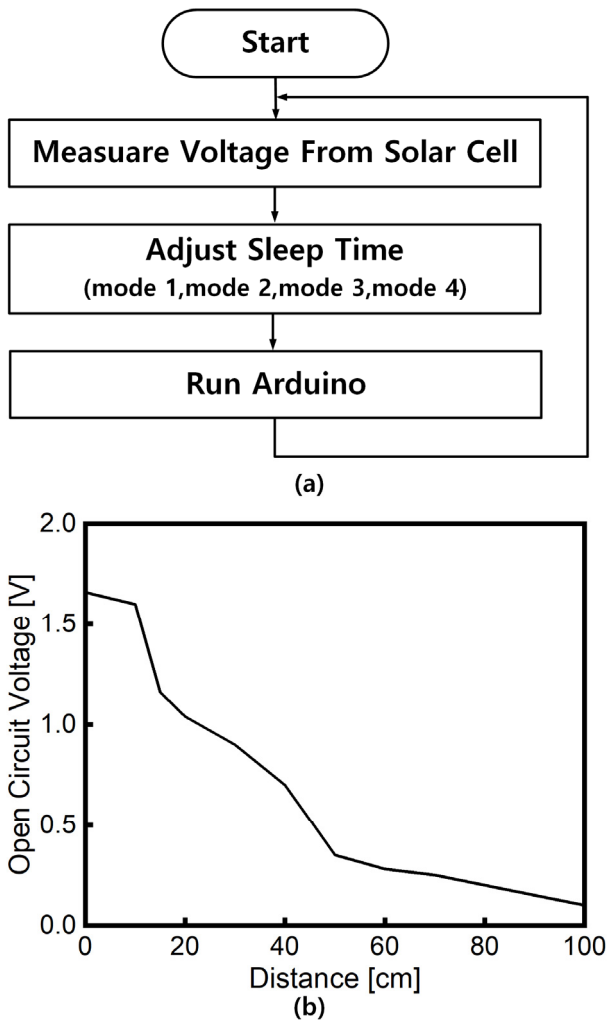 Start
Measuare Voltage From Solar Cell
Adjust Sleep Time
(mode 1,mode 2,mode 3,mode 4)
Run Arduino
(a)
2.0
1.5
1.0
0.5
0.0
Open Circuit Voltage [V]
0 20 40 60 80 100
Distance [cm]
(b)